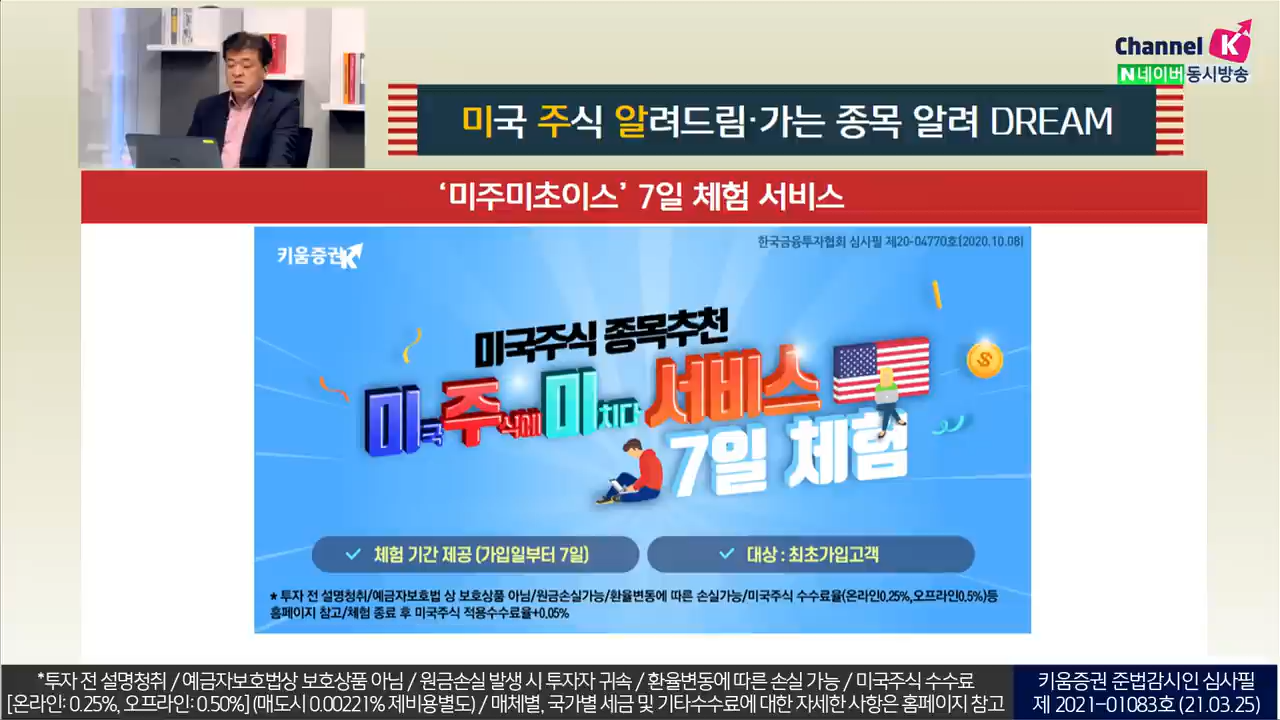 Channel K
N네이버 동시방송
미국 주식 알려드림·가는 종목 알려 DREAM
‘미주미초이스’ 7일 체험 서비스
키움증권K
한국금융투자협회 심사필 제20-04770호(2020.10.08)
미국주식 종목추천
미국주식에미치다 서비스
7일 체험
체험 기간 제공 (가입일부터 7일)
대상 : 최초가입고객
* 투자 전 설명청취/예금자보호법 상 보호상품 아님/원금손실가능/환율변동에 따른 손실가능/미국주식 수수료율(온라인0.25%,오프라인0.5%)등
홈페이지 참고/체험 종료 후 미국주식 적용수수료율+0.05%
*투자 전 설명청취 / 예금자보호법상 보호상품 아님 / 원금손실 발생 시 투자자 귀속 / 환율변동에 따른 손실 가능 / 미국주식 수수료
[온라인: 0.25%, 오프라인: 0.50%] (매도시 0.00221% 제비용별도) / 매체별, 국가별 세금 및 기타수수료에 대한 자세한 사항은 홈페이지 참고
키움증권 준법감시인 심사필
제 2021-01083호 (21.03.25)